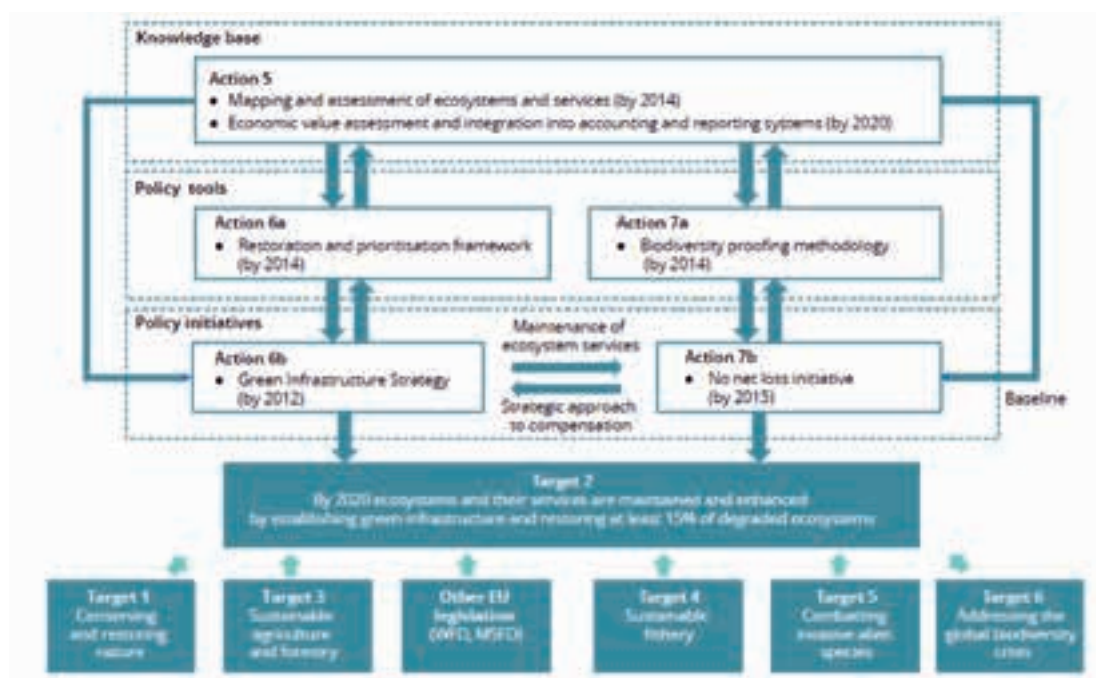 Knowledge base
Action 5
• Mapping and assessment of ecosystems and services (by 2014)
• Economic value assessment and integration into accounting and reporting systems (by 2020)
Policy tools
Action 6a
• Restoration and prioritisation framework
(by 2014)
Action 7a
• Biodiversity proofing methodology
(by 2014)
Policy initiatives
Action 6b
• Green Infrastructure Strategy
(by 2012)
Maintenance of
ecosystem services
Strategic approach
to compensation
Action 7b
• No net loss initiative
(by 2015)
Baseline
Target 2
By 2020 ecosystems and their services are maintained and enhanced
by establishing green infrastructure and restoring at least 15% of degraded ecosystems
Target 1
Conserving
and restoring
nature
Target 3
Sustainable
agriculture
and forestry
Other EU
legislation
(WFD, MSFD)
Target 4
Sustainable
fishery
Target 5
Combatting
invasive alien
species
Target 6
Addressing the
global biodiversity
crisis